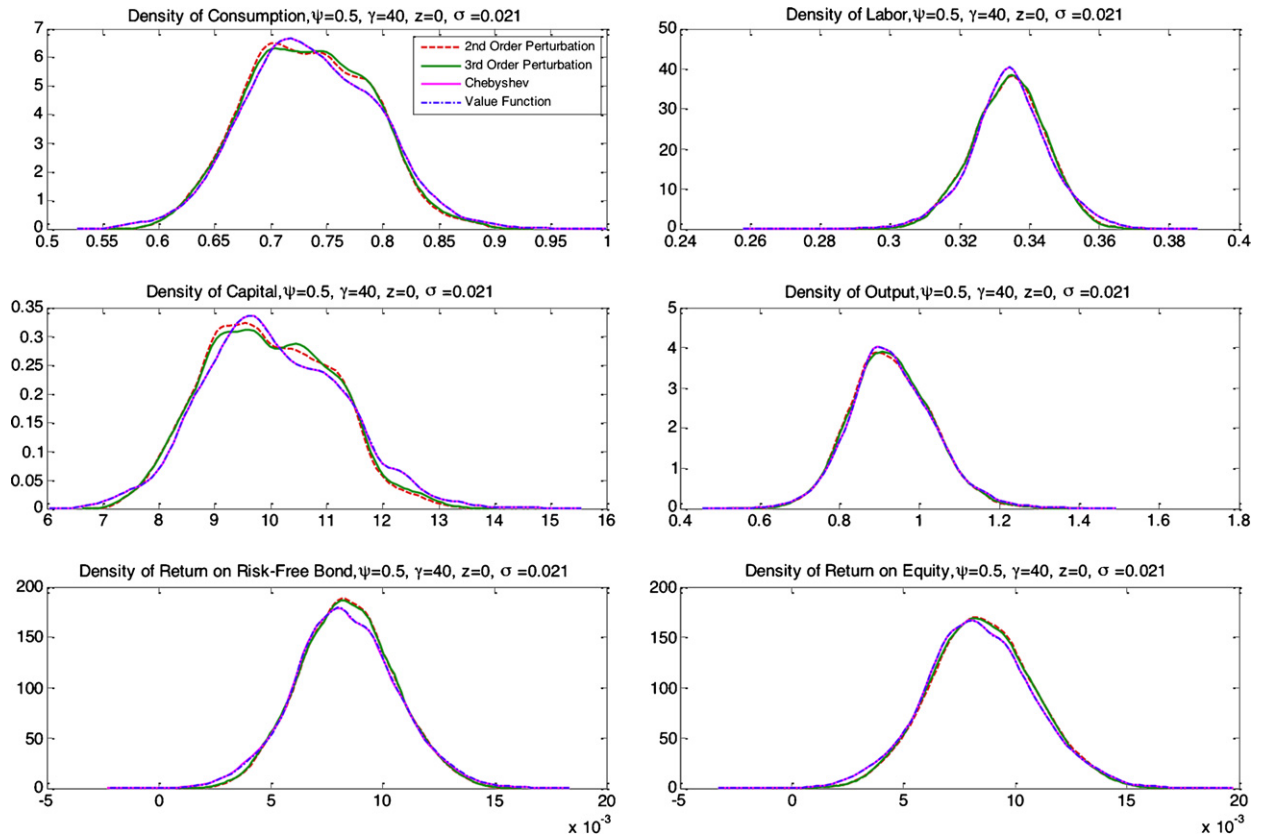 Density of Consumption,ψ=0.5, γ=40, z=0, σ =0.021
7
6
5
4
3
2
1
0
0.5 0.55 0.6 0.65 0.7 0.75 0.8 0.85 0.9 0.95 1
2nd Order Perturbation
3rd Order Perturbation
Chebyshev
Value Function
Density of Labor,ψ=0.5, γ=40, z=0, σ =0.021
50
40
30
20
10
0
0.24 0.26 0.28 0.3 0.32 0.34 0.36 0.38 0.4
Density of Capital,ψ=0.5, γ=40, z=0, σ =0.021
0.35
0.3
0.25
0.2
0.15
0.1
0.05
0
6 7 8 9 10 11 12 13 14 15 16
Density of Output,ψ=0.5, γ=40, z=0, σ =0.021
5
4
3
2
1
0
0.4 0.6 0.8 1 1.2 1.4 1.6 1.8
Density of Return on Risk-Free Bond,ψ=0.5, γ=40, z=0, σ =0.021
200
150
100
50
0
-5 0 5 10 15 20
x 10⁻³
Density of Return on Equity,ψ=0.5, γ=40, z=0, σ =0.021
200
150
100
50
0
-5 0 5 10 15 20
x 10⁻³